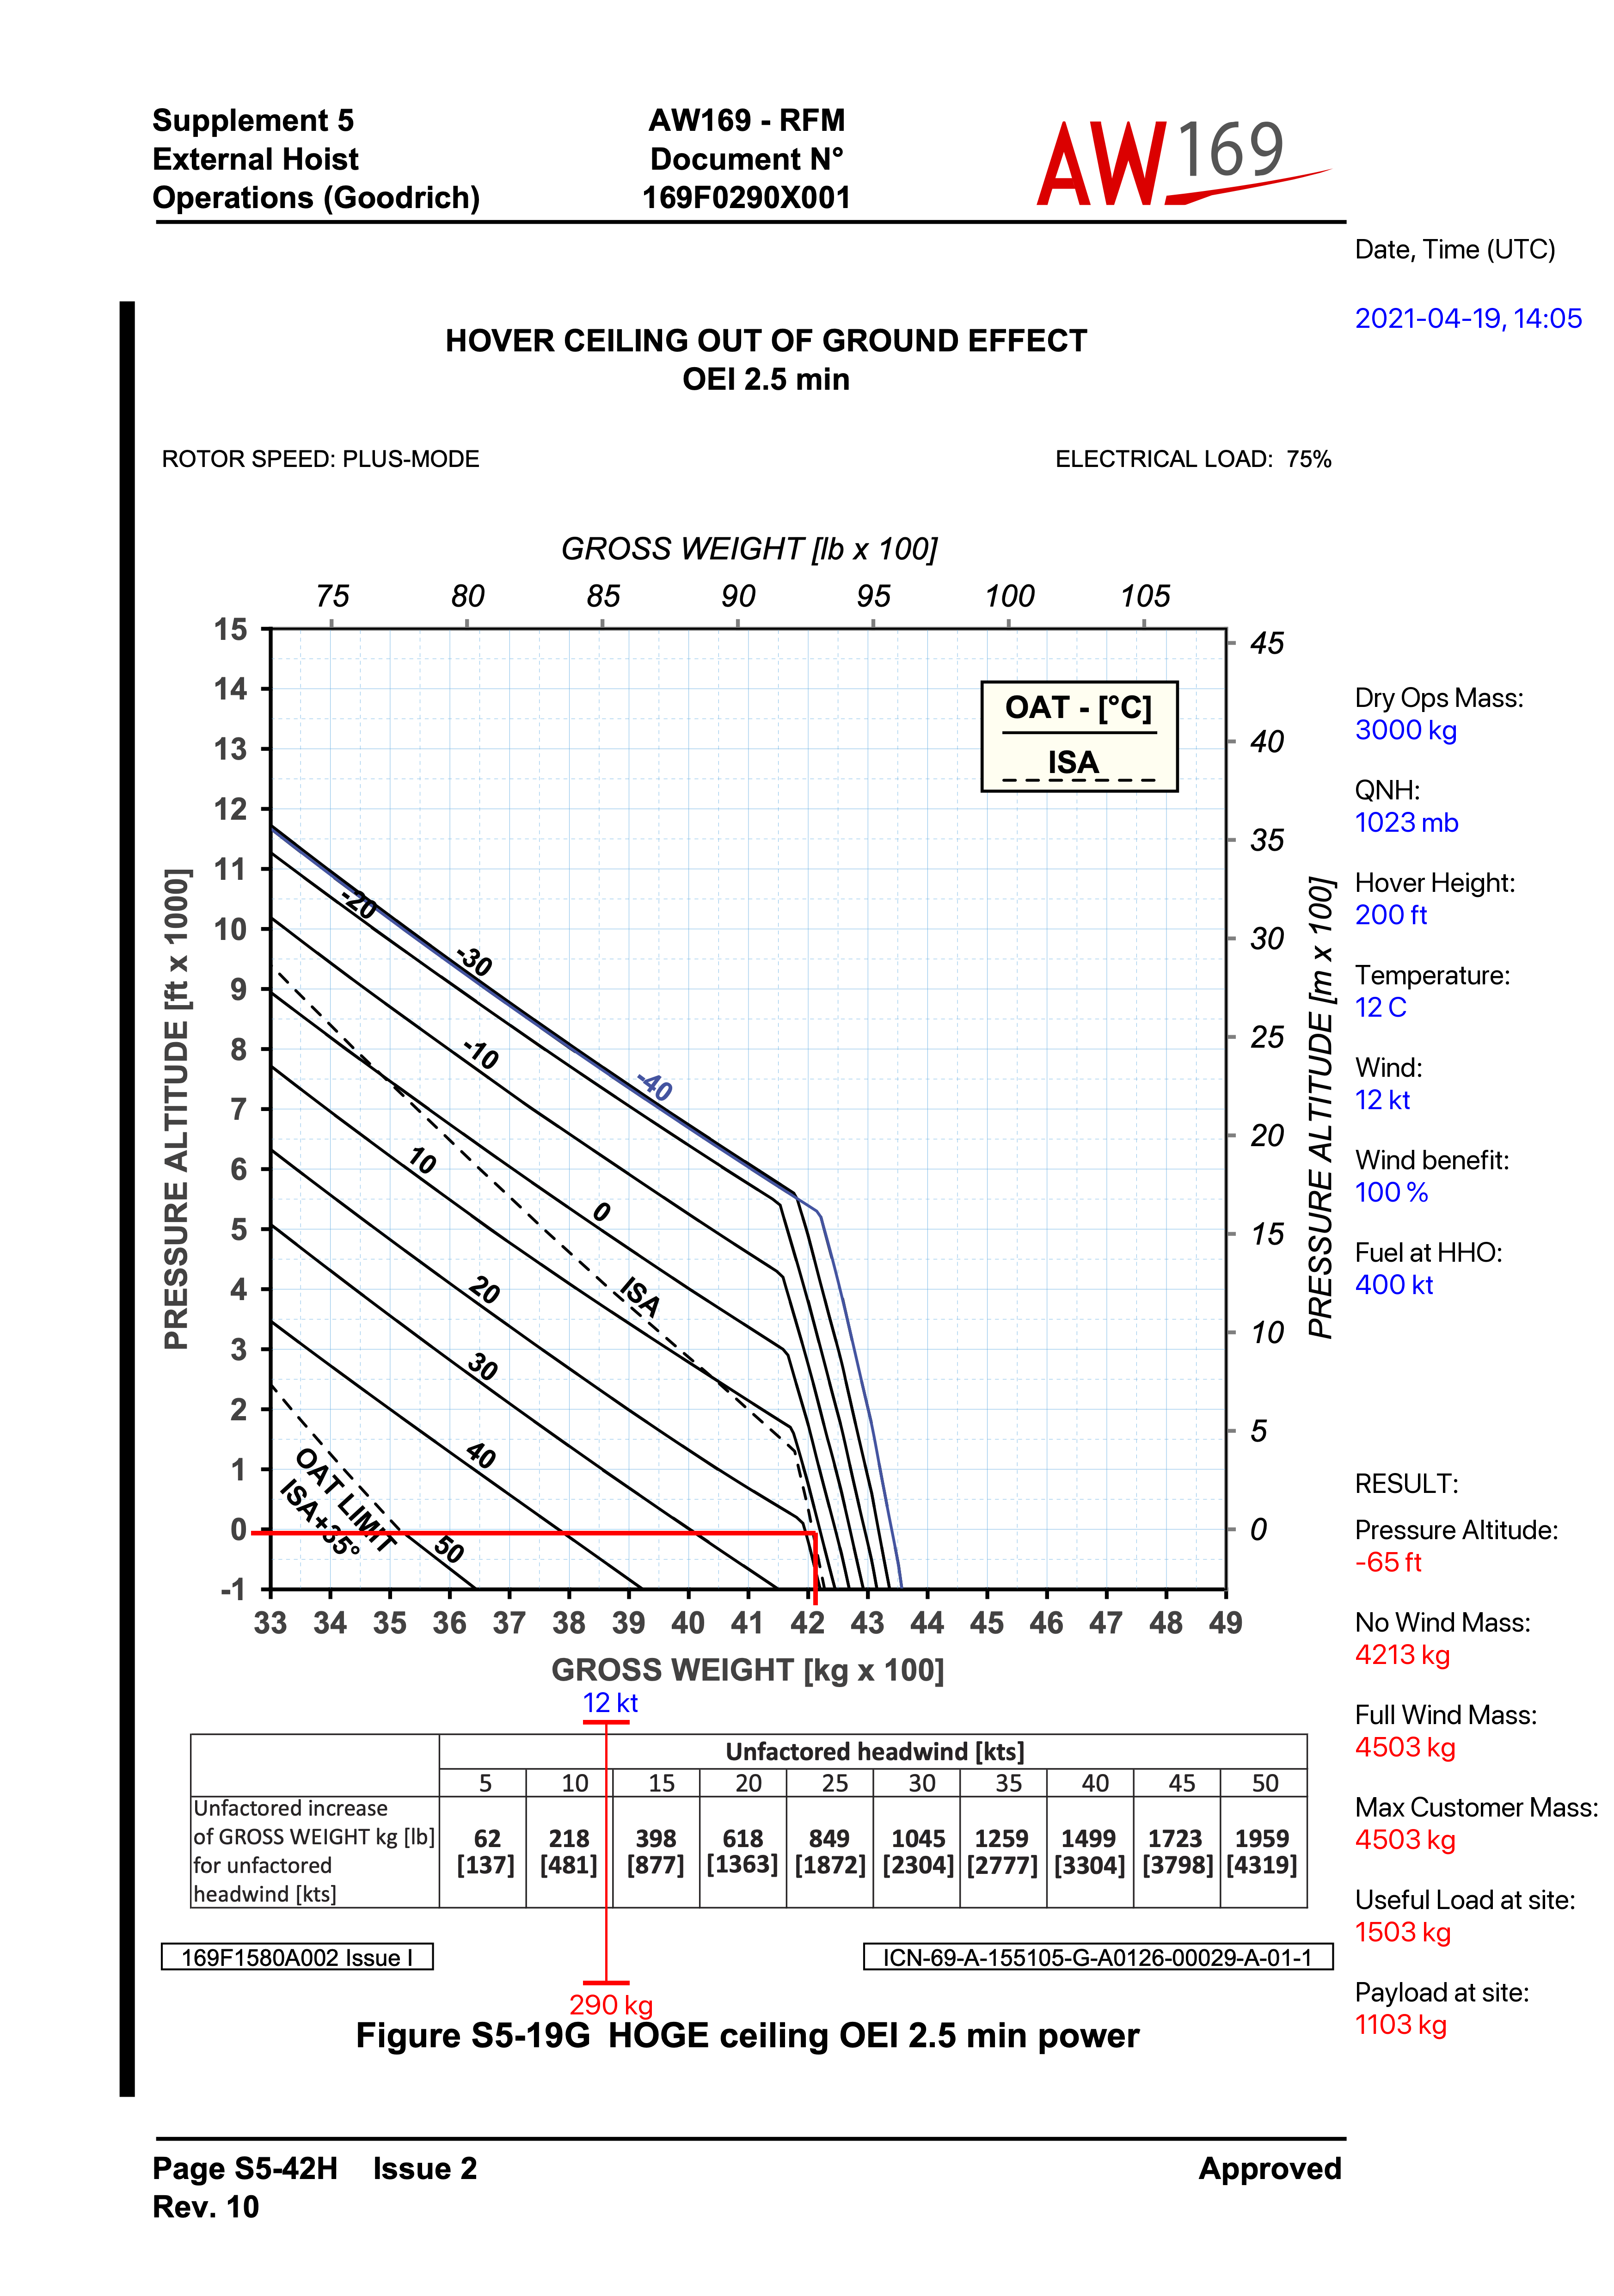 Supplement 5
External Hoist
Operations (Goodrich)
AW169 - RFM
Document N°
169F0290X001
AW169
Date, Time (UTC)
2021-04-19, 14:05
HOVER CEILING OUT OF GROUND EFFECT
OEI 2.5 min
ROTOR SPEED: PLUS-MODE
ELECTRICAL LOAD: 75%
GROSS WEIGHT [lb x 100]
75 80 85 90 95 100 105
PRESSURE ALTITUDE [ft x 1000]
15
14
13
12
11
10
9
8
7
6
5
4
3
2
1
0
-1
OAT - [°C]
ISA
-20
-30
-40
-10
0
10
ISA
20
30
40
50
OAT LIMIT
ISA+35°
45
40
35
30
25
20
15
10
5
0
PRESSURE ALTITUDE [m x 100]
33 34 35 36 37 38 39 40 41 42 43 44 45 46 47 48 49
GROSS WEIGHT [kg x 100]
12 kt
Unfactored headwind [kts]
5 10 15 20 25 30 35 40 45 50
Unfactored increase
of GROSS WEIGHT kg [lb]
for unfactored
headwind [kts]
62 218 398 618 849 1045 1259 1499 1723 1959
[137] [481] [877] [1363] [1872] [2304] [2777] [3304] [3798] [4319]
169F1580A002 Issue I
ICN-69-A-155105-G-A0126-00029-A-01-1
290 kg
Figure S5-19G HOGE ceiling OEI 2.5 min power
Dry Ops Mass:
3000 kg
QNH:
1023 mb
Hover Height:
200 ft
Temperature:
12 C
Wind:
12 kt
Wind benefit:
100 %
Fuel at HHO:
400 kt
RESULT:
Pressure Altitude:
-65 ft
No Wind Mass:
4213 kg
Full Wind Mass:
4503 kg
Max Customer Mass:
4503 kg
Useful Load at site:
1503 kg
Payload at site:
1103 kg
Page S5-42H Issue 2
Rev. 10
Approved